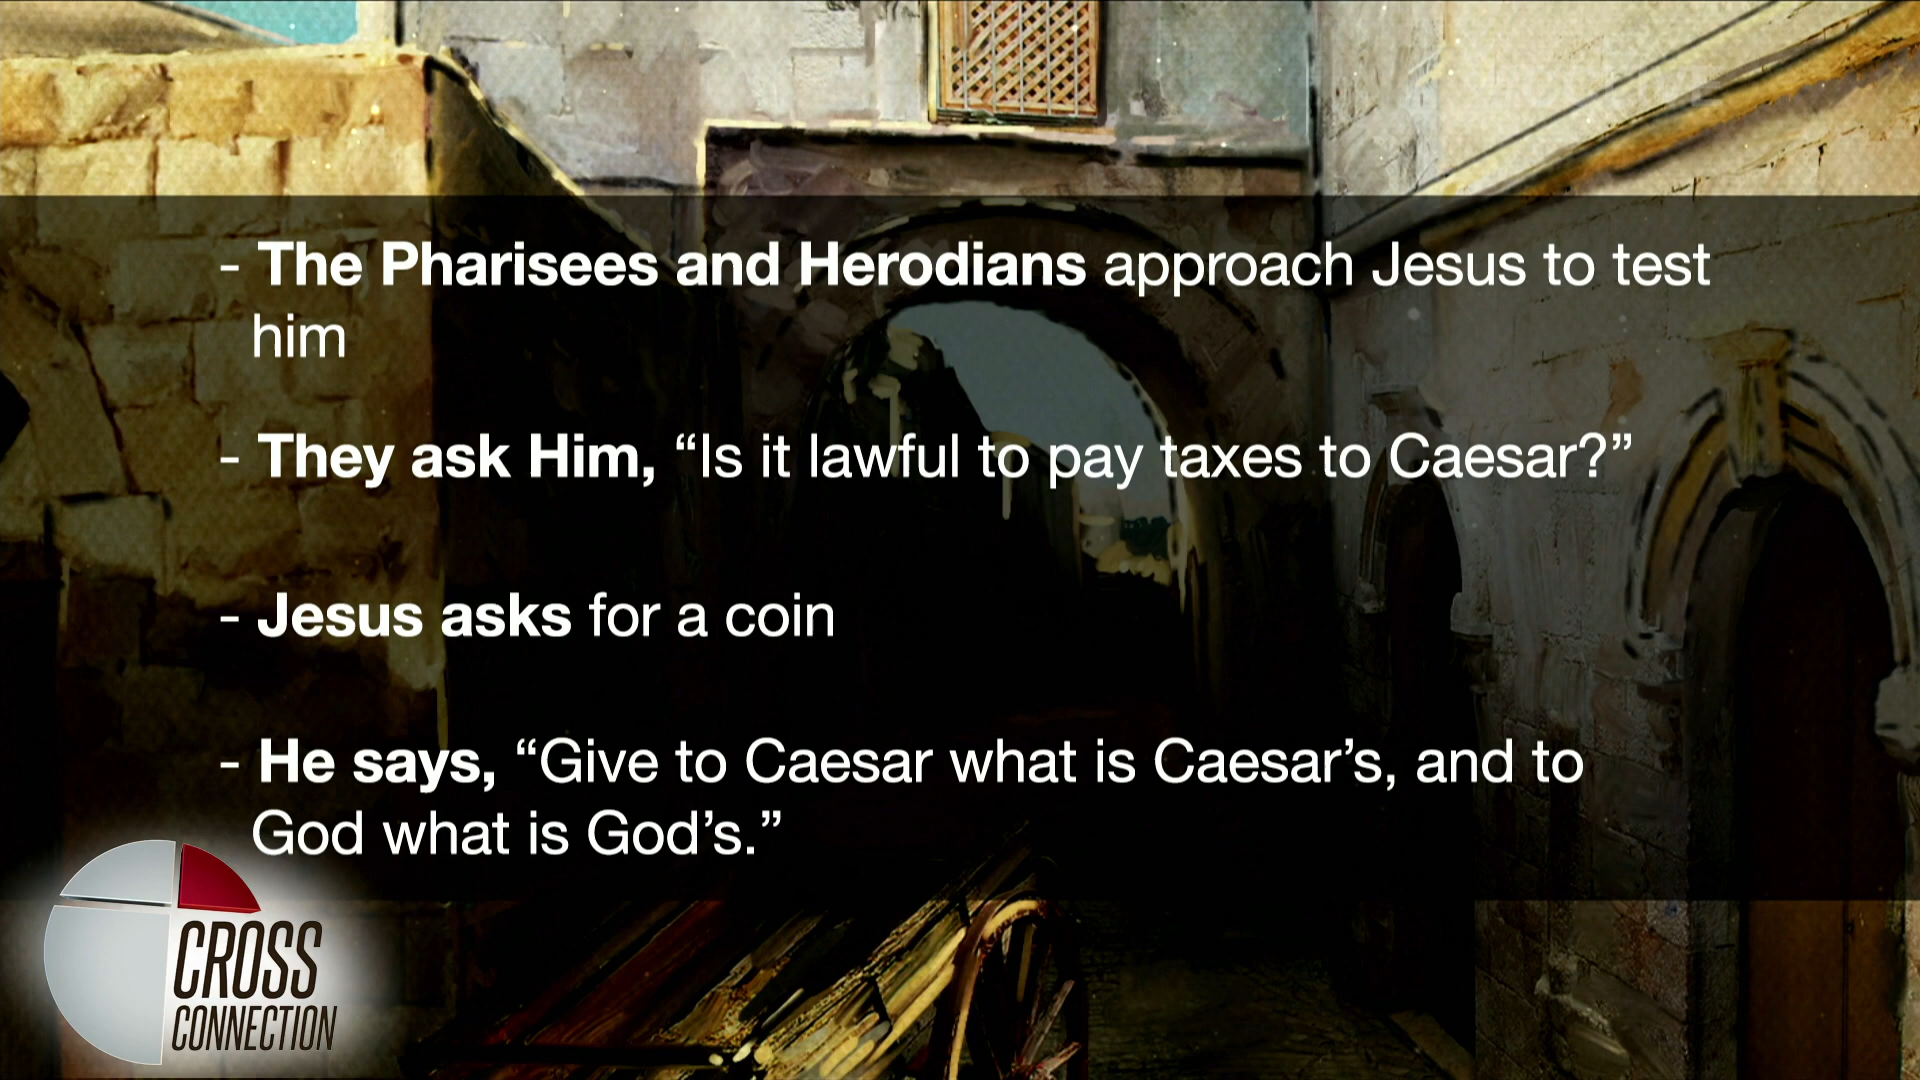 - The Pharisees and Herodians approach Jesus to test
him
- They ask Him, “Is it lawful to pay taxes to Caesar?”
- Jesus asks for a coin
- He says, “Give to Caesar what is Caesar’s, and to
God what is God’s.”
CROSS
CONNECTION